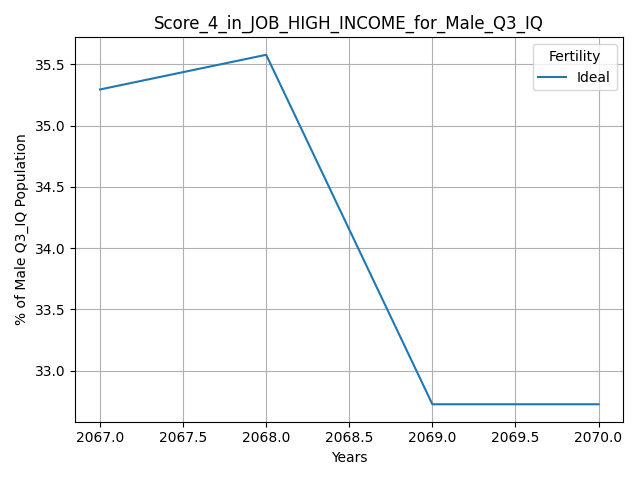 Score_4_in_JOB_HIGH_INCOME_for_Male_Q3_IQ
Fertility
Ideal
% of Male Q3_IQ Population
35.5
35.0
34.5
34.0
33.5
33.0
2067.0 2067.5 2068.0 2068.5 2069.0 2069.5 2070.0
Years